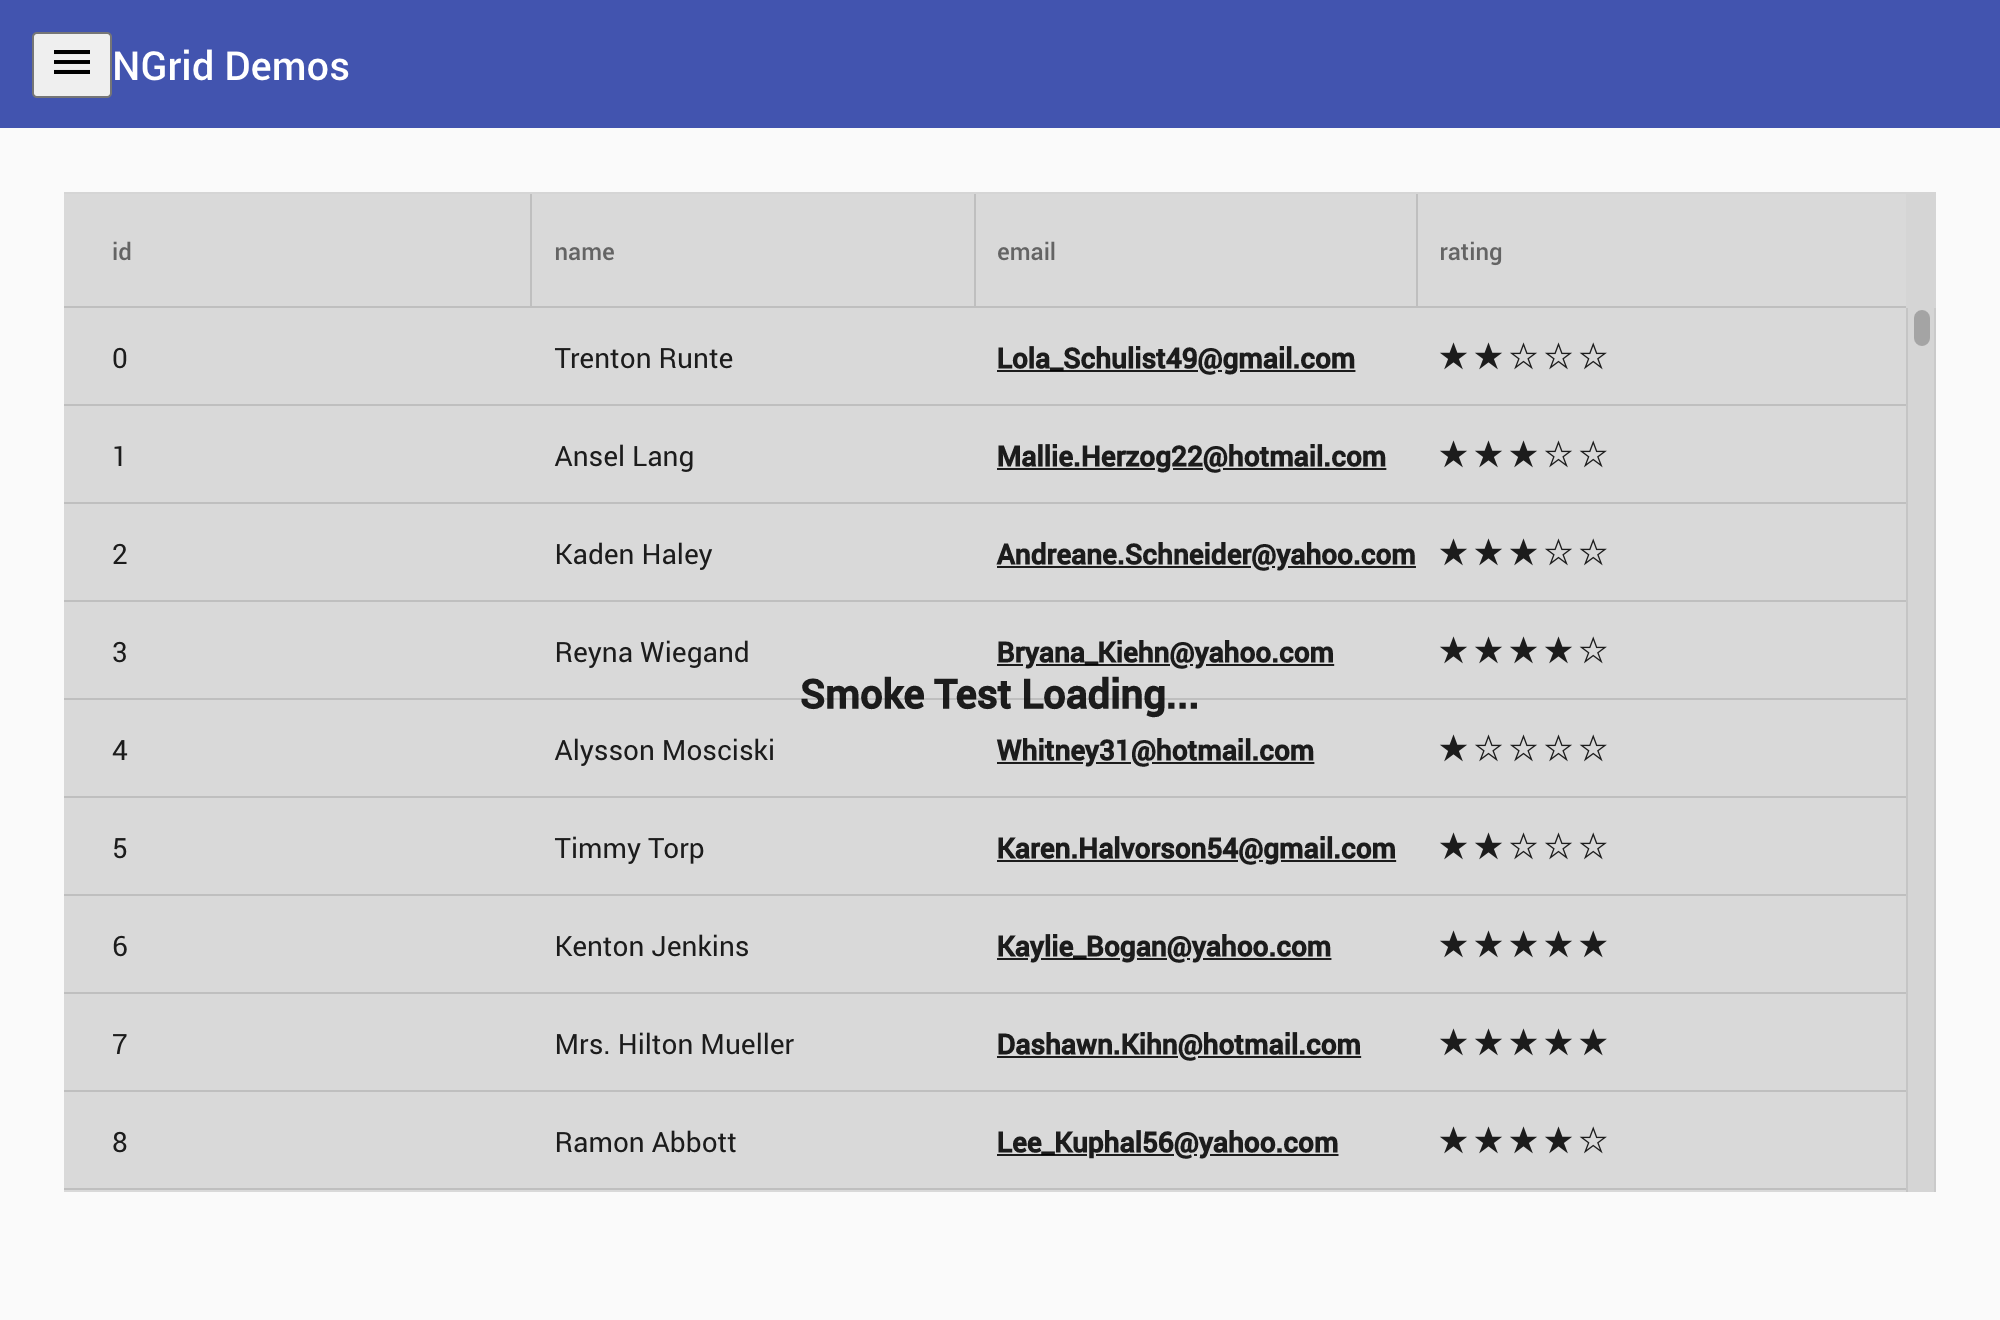 NGrid Demos
id name email rating
0 Trenton Runte Lola_Schulist49@gmail.com ★★☆☆☆
1 Ansel Lang Mallie.Herzog22@hotmail.com ★★★☆☆
2 Kaden Haley Andreane.Schneider@yahoo.com ★★★☆☆
3 Reyna Wiegand Bryana_Kiehn@yahoo.com ★★★★☆
Smoke Test Loading...
4 Alysson Mosciski Whitney31@hotmail.com ★☆☆☆☆
5 Timmy Torp Karen.Halvorson54@gmail.com ★★☆☆☆
6 Kenton Jenkins Kaylie_Bogan@yahoo.com ★★★★★
7 Mrs. Hilton Mueller Dashawn.Kihn@hotmail.com ★★★★★
8 Ramon Abbott Lee_Kuphal56@yahoo.com ★★★★☆